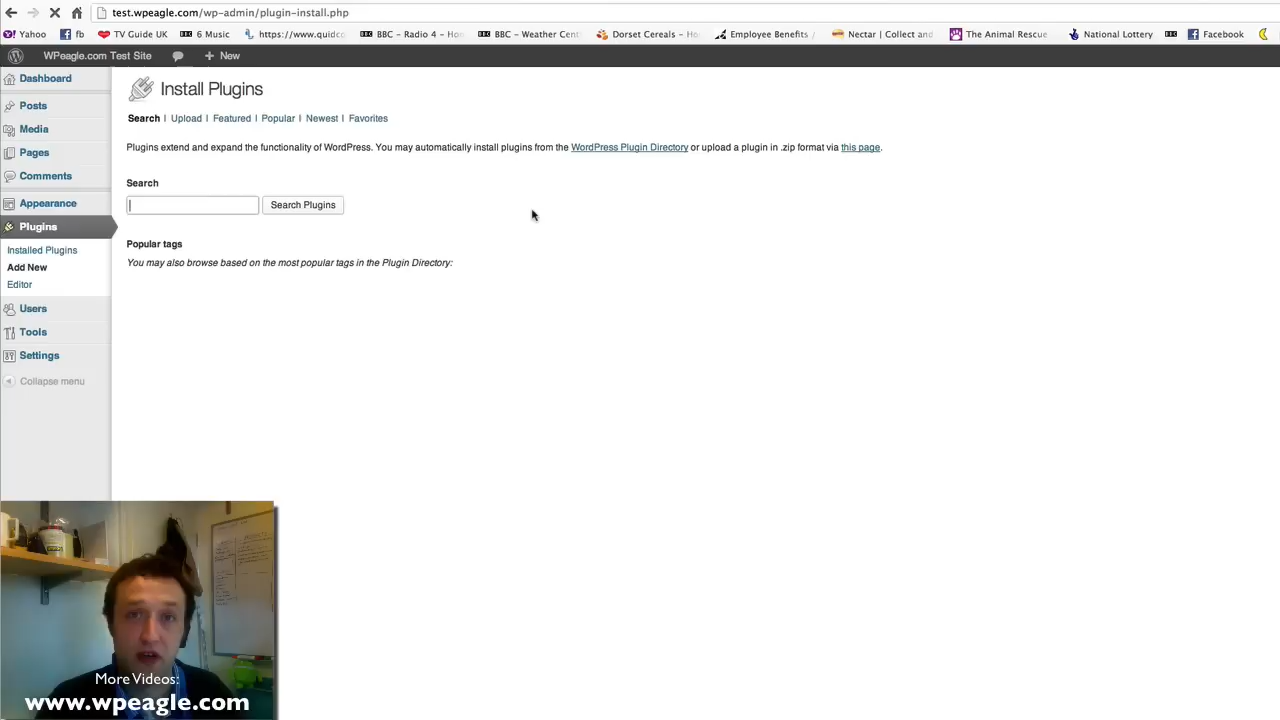 test.wpeagle.com/wp-admin/plugin-install.php
Yahoo fb TV Guide UK 6 Music https://www.quidco BBC – Radio 4 – Ho BBC – Weather Cent Dorset Cereals – Ho Employee Benefits Nectar | Collect and The Animal Rescue National Lottery Facebook
WPeagle.com Test Site + New
Dashboard
Posts
Media
Pages
Comments
Appearance
Plugins
Installed Plugins
Add New
Editor
Users
Tools
Settings
Collapse menu
Install Plugins
Search | Upload | Featured | Popular | Newest | Favorites
Plugins extend and expand the functionality of WordPress. You may automatically install plugins from the WordPress Plugin Directory or upload a plugin in .zip format via this page.
Search
Search Plugins
Popular tags
You may also browse based on the most popular tags in the Plugin Directory:
More Videos:
www.wpeagle.com